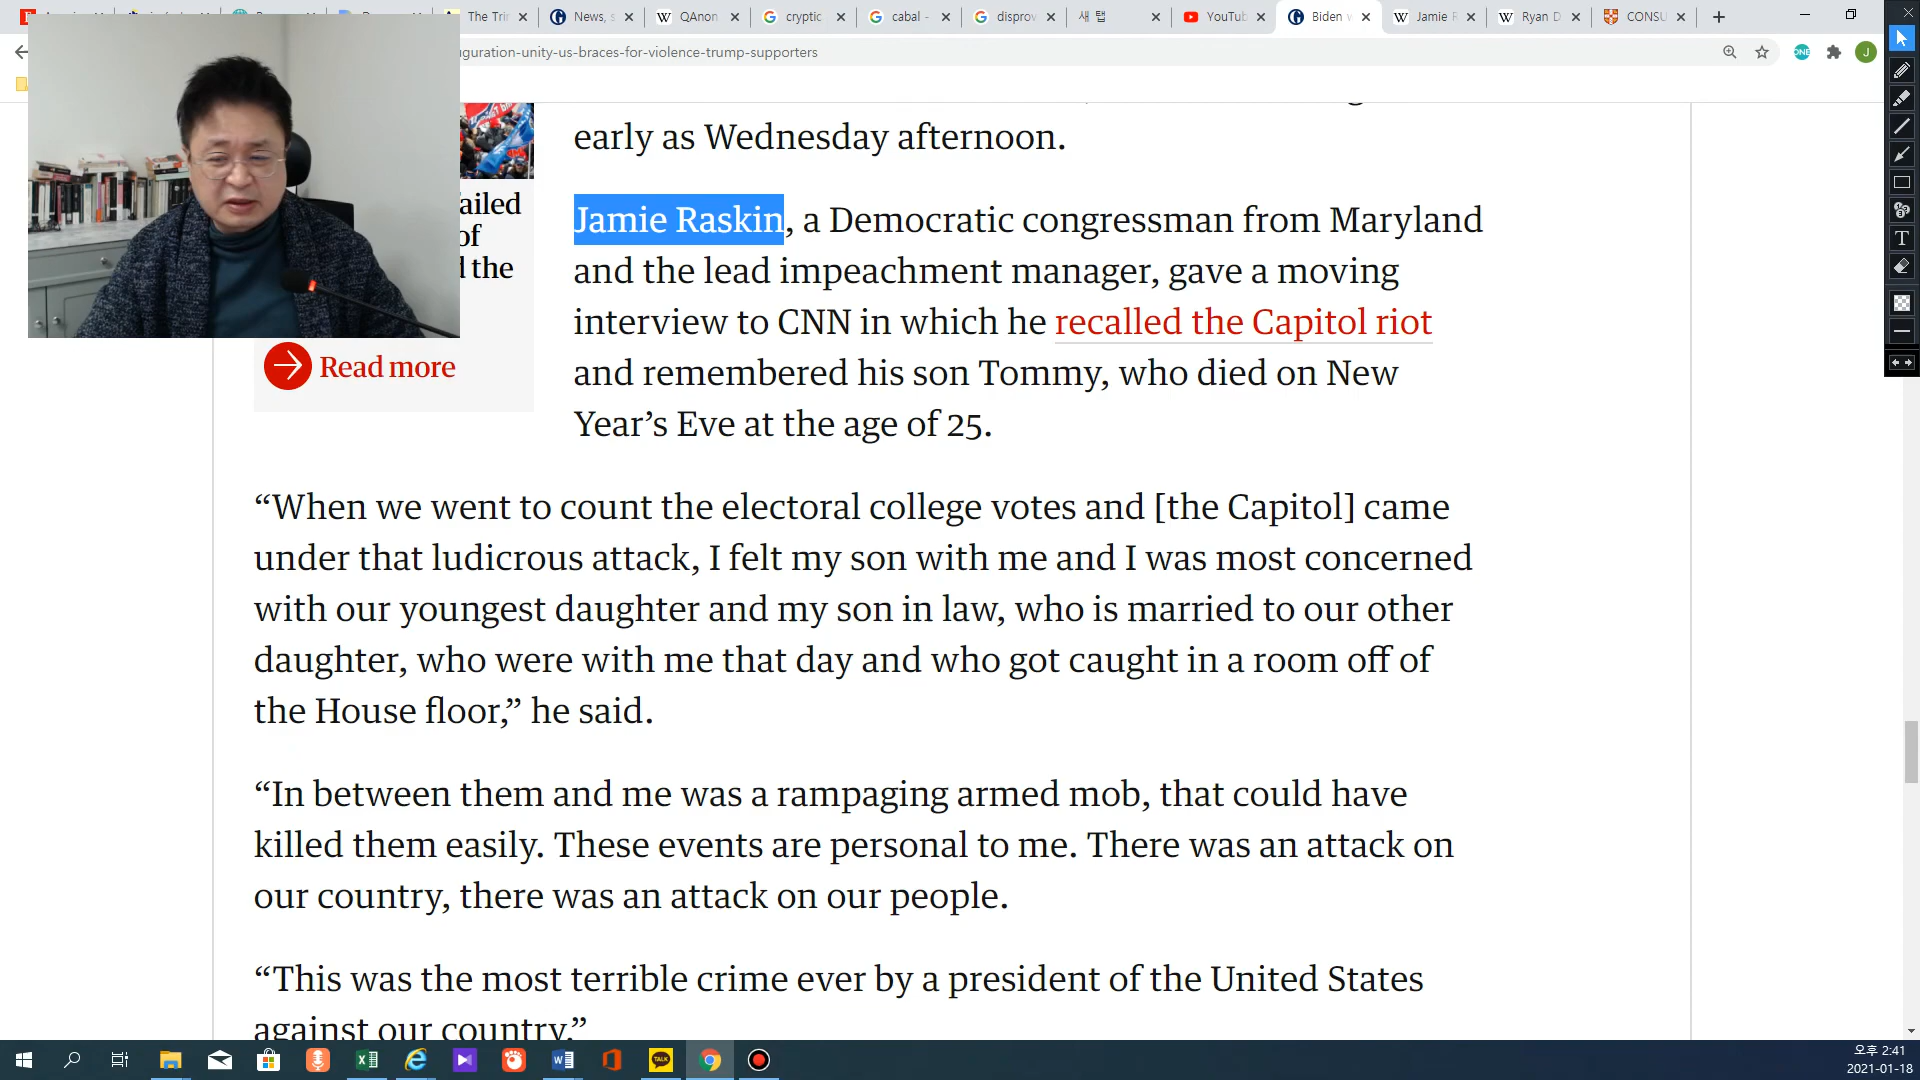 The Tri
News, s
QAnon
cryptic
cabal -
disprov
새 탭
YouTub
Biden w
Jamie R
Ryan D
CONSU
guration-unity-us-braces-for-violence-trump-supporters
J
early as Wednesday afternoon.
Jamie Raskin, a Democratic congressman from Maryland
and the lead impeachment manager, gave a moving
interview to CNN in which he recalled the Capitol riot
and remembered his son Tommy, who died on New
Year’s Eve at the age of 25.
ailed
of
the
Read more
“When we went to count the electoral college votes and [the Capitol] came
under that ludicrous attack, I felt my son with me and I was most concerned
with our youngest daughter and my son in law, who is married to our other
daughter, who were with me that day and who got caught in a room off of
the House floor,” he said.
“In between them and me was a rampaging armed mob, that could have
killed them easily. These events are personal to me. There was an attack on
our country, there was an attack on our people.
“This was the most terrible crime ever by a president of the United States
against our country.”
TALK
오후 2:41
2021-01-18